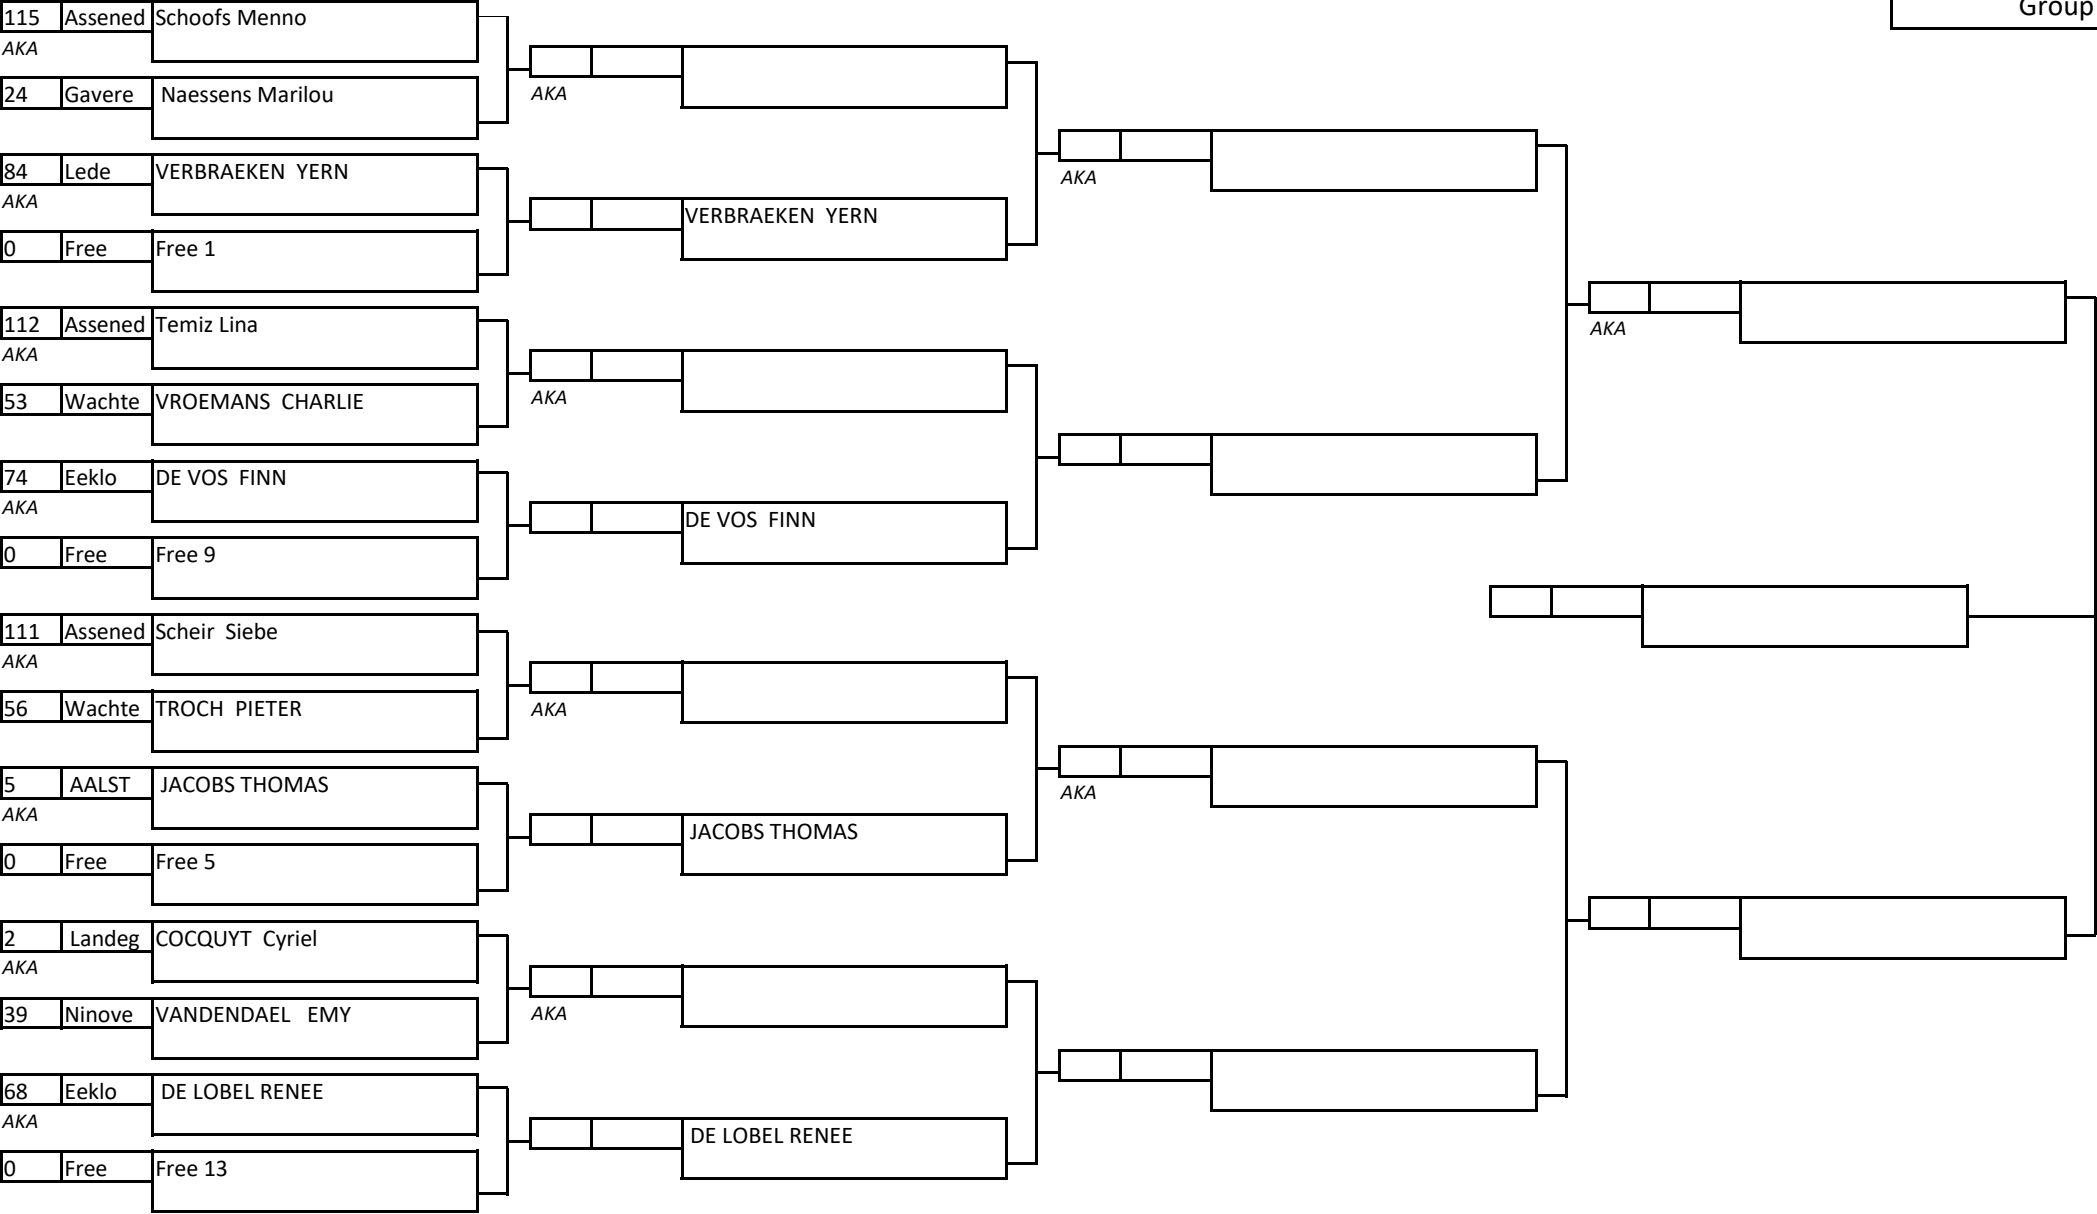 Group
115 Assened Schoofs Menno
AKA
24 Gavere Naessens Marilou
AKA
84 Lede VERBRAEKEN YERN
AKA
AKA
VERBRAEKEN YERN
0 Free Free 1
112 Assened Temiz Lina
AKA
AKA
53 Wachte VROEMANS CHARLIE
AKA
74 Eeklo DE VOS FINN
AKA
DE VOS FINN
0 Free Free 9
111 Assened Scheir Siebe
AKA
56 Wachte TROCH PIETER
AKA
5 AALST JACOBS THOMAS
AKA
AKA
JACOBS THOMAS
0 Free Free 5
2 Landeg COCQUYT Cyriel
AKA
39 Ninove VANDENDAEL EMY
AKA
68 Eeklo DE LOBEL RENEE
AKA
DE LOBEL RENEE
0 Free Free 13